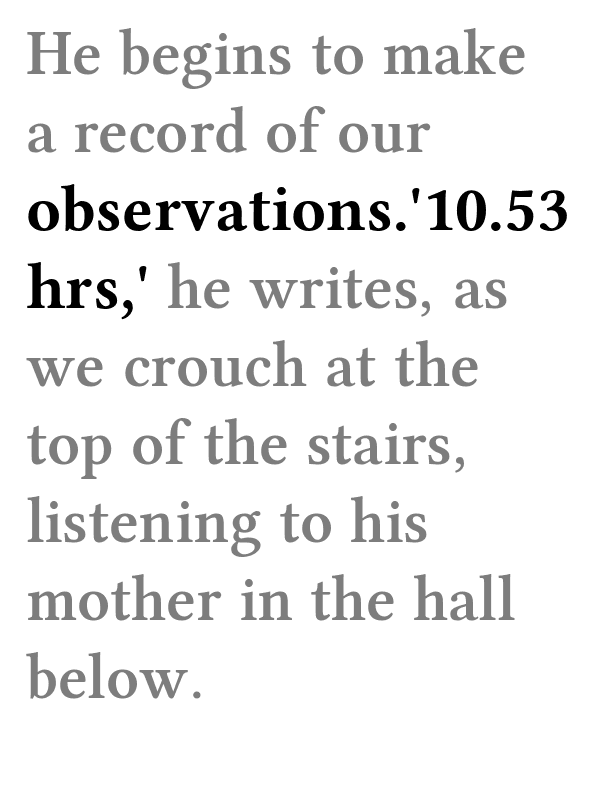 He begins to make
a record of our
observations.'10.53
hrs,' he writes, as
we crouch at the
top of the stairs,
listening to his
mother in the hall
below.